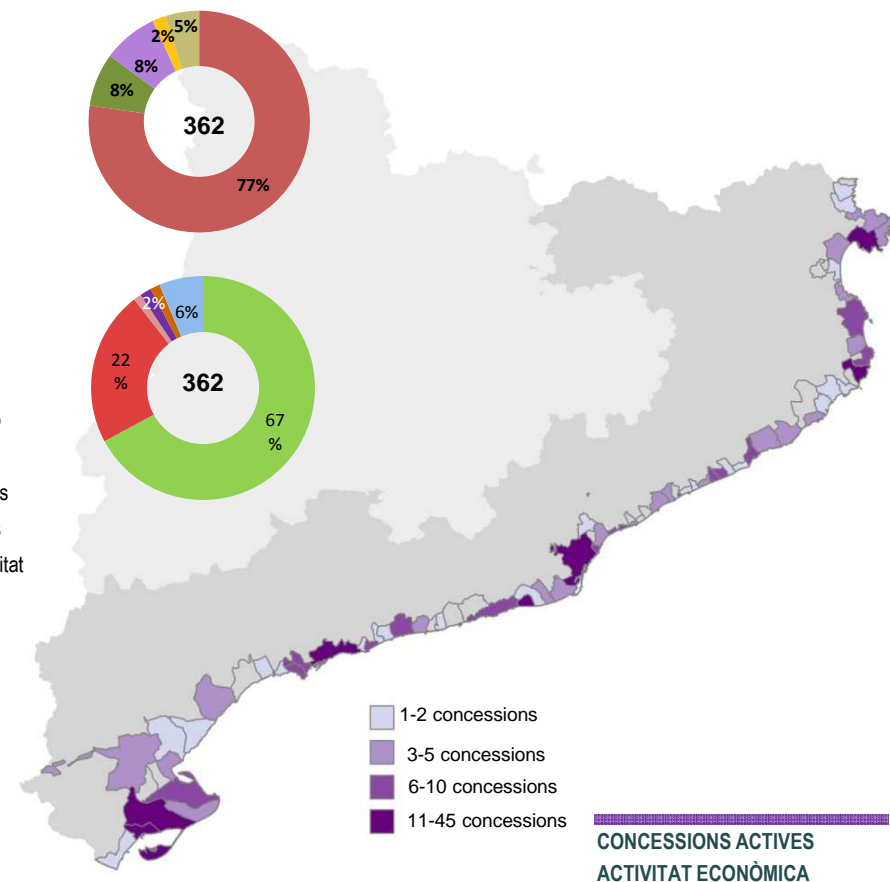 5%
2%
8%
8%
362
77%
2%
6%
22
%
362
67
%
s
itat
1-2 concessions
3-5 concessions
6-10 concessions
11-45 concessions
CONCESSIONS ACTIVES
ACTIVITAT ECONÒMICA